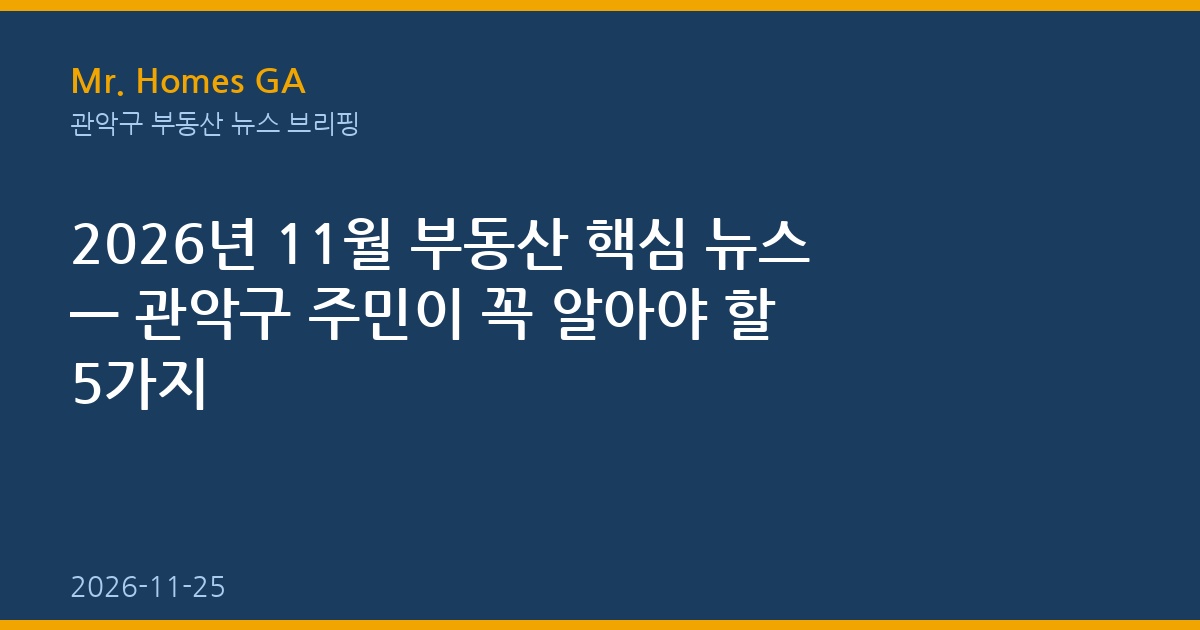 Mr. Homes GA
관악구 부동산 뉴스 브리핑
2026년 11월 부동산 핵심 뉴스
— 관악구 주민이 꼭 알아야 할
5가지
2026-11-25